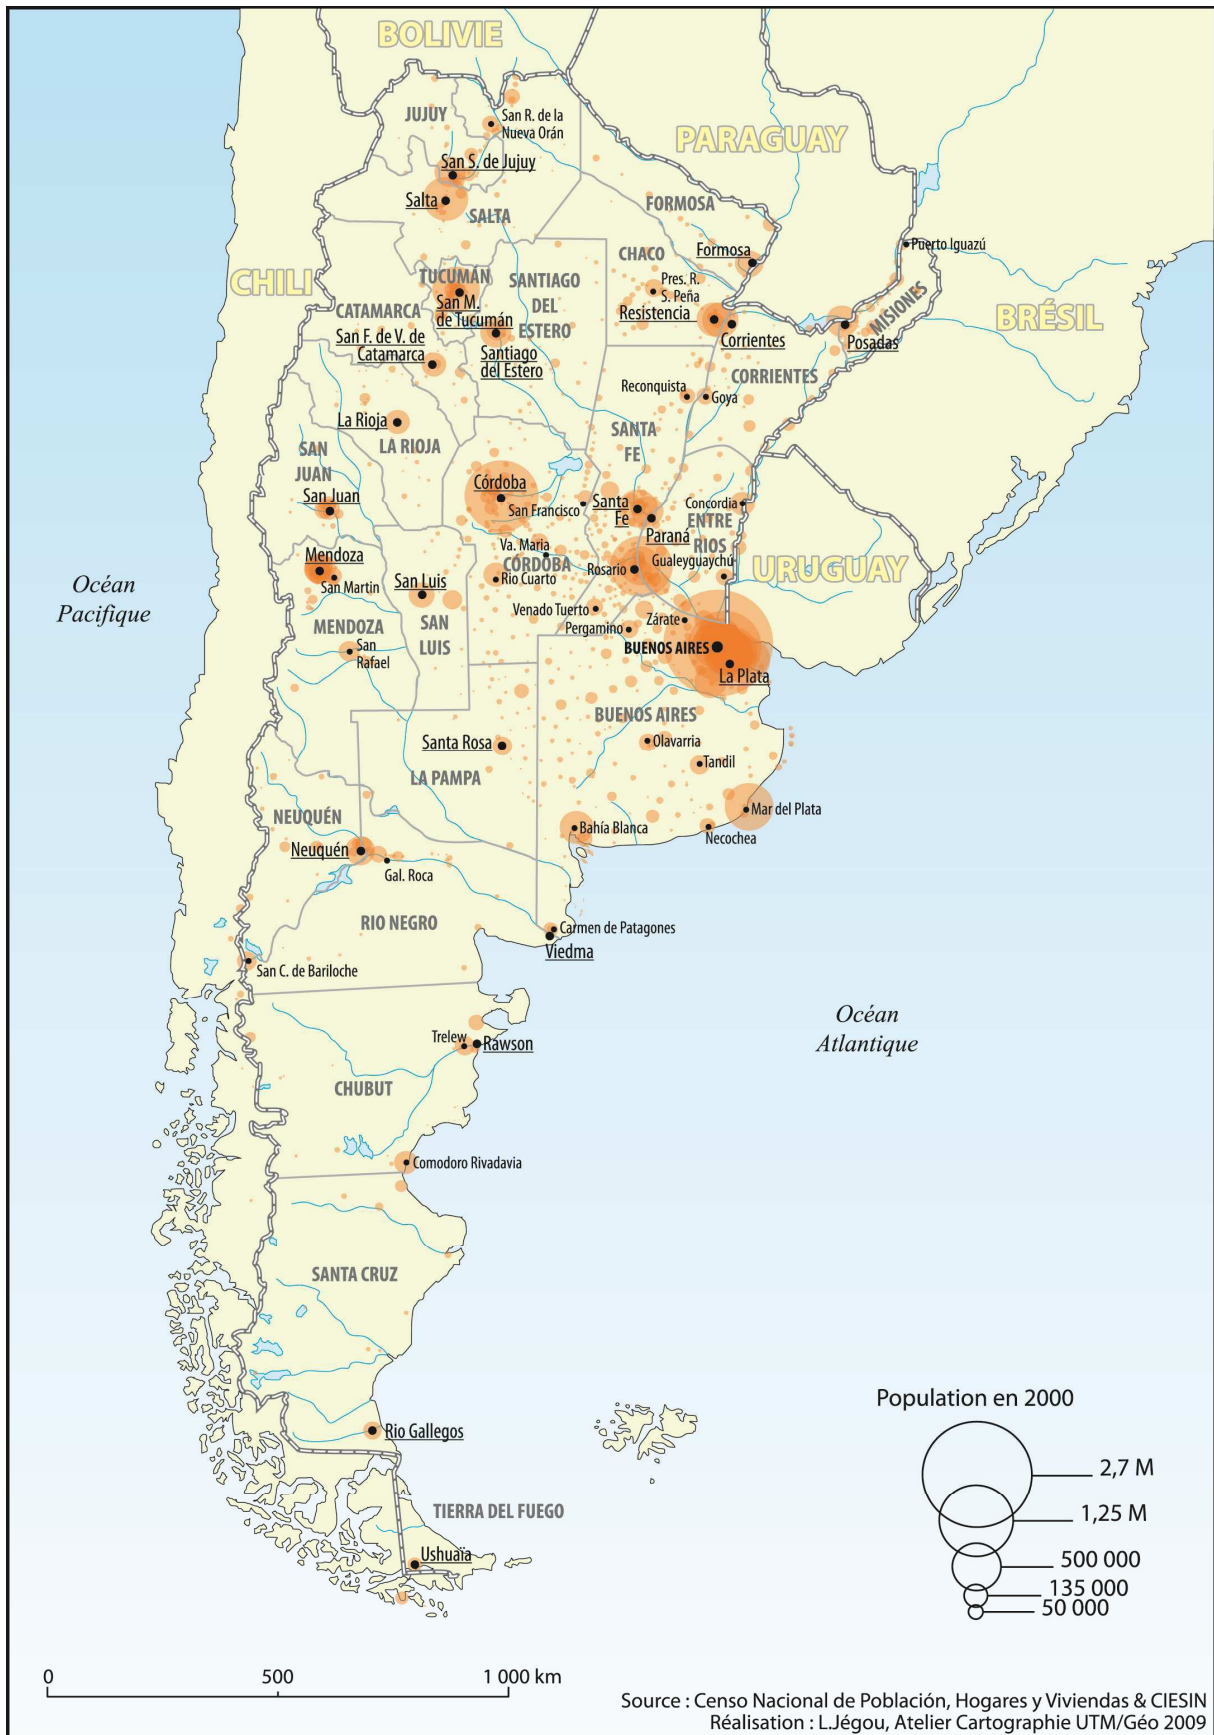 BOLIVIE
JUJUY
San R. de la
Nueva Orán
PARAGUAY
San S. de Jujuy
Salta
SALTA
FORMOSA
Puerto Iguazú
CHACO
Formosa
CHILI
TUCUMÁN
SANTIAGO
DEL
ESTERO
Pres. R.
S. Peña
MISIONES
BRÉSIL
CATAMARCA
San M.
de Tucumán
Resistencia
Corrientes
Posadas
San F. de V. de
Catamarca
Santiago
del Estero
CORRIENTES
Reconquista
Goya
La Rioja
LA RIOJA
SANTA
FE
SAN
JUAN
San Juan
Córdoba
San Francisco
Santa
Fe
Concordia
Paraná
ENTRE
RIOS
Mendoza
San Martin
Va. Maria
CÓRDOBA
Rio Cuarto
Rosario
Gualeyguaychú
URUGUAY
Océan
Pacifique
San Luis
SAN
LUIS
MENDOZA
San
Rafael
Venado Tuerto
Pergamino
Zárate
BUENOS AIRES
La Plata
BUENOS AIRES
Santa Rosa
LA PAMPA
Olavarria
Tandil
Mar del Plata
NEUQUÉN
Neuquén
Bahía Blanca
Necochea
Gal. Roca
RIO NEGRO
Carmen de Patagones
Viedma
San C. de Bariloche
Océan
Atlantique
Trelew
Rawson
CHUBUT
Comodoro Rivadavia
SANTA CRUZ
Rio Gallegos
TIERRA DEL FUEGO
Ushuaïa
Population en 2000
2,7 M
1,25 M
500 000
135 000
50 000
0 500 1 000 km
Source : Censo Nacional de Población, Hogares y Viviendas & CIESIN
Réalisation : L.Jégou, Atelier Cartographie UTM/Géo 2009